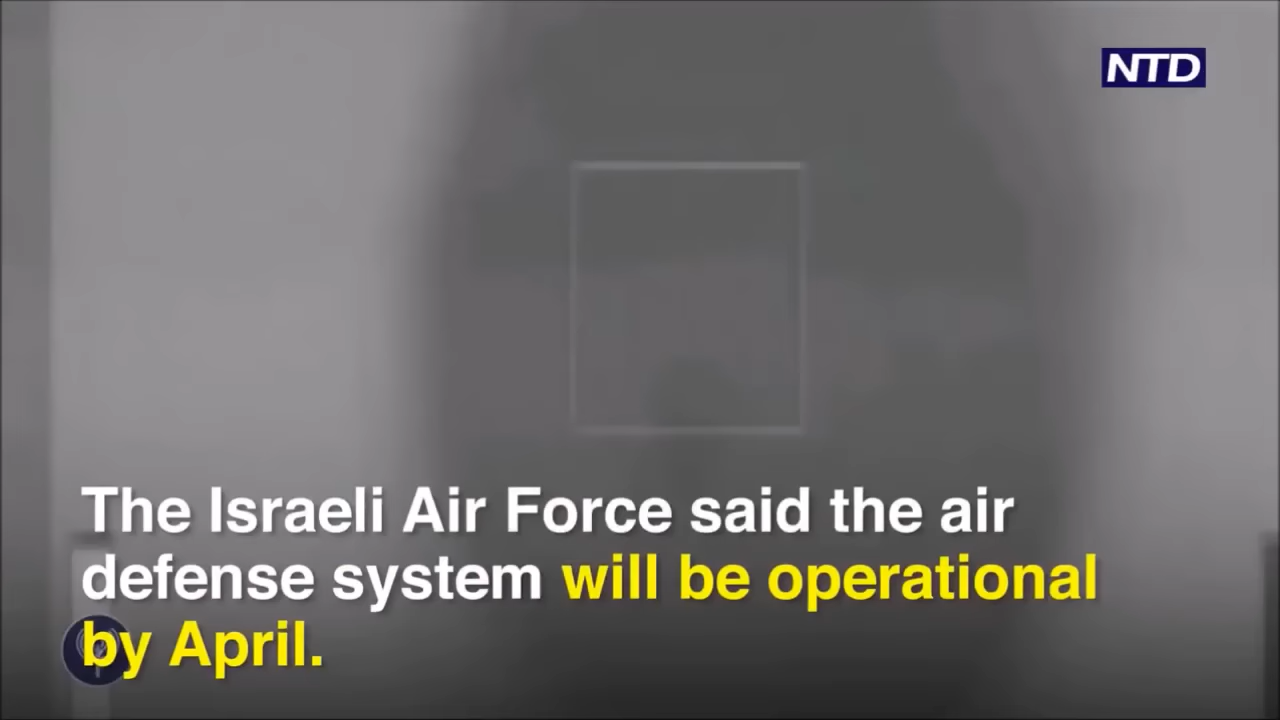 NTD
The Israeli Air Force said the air
defense system will be operational
by April.